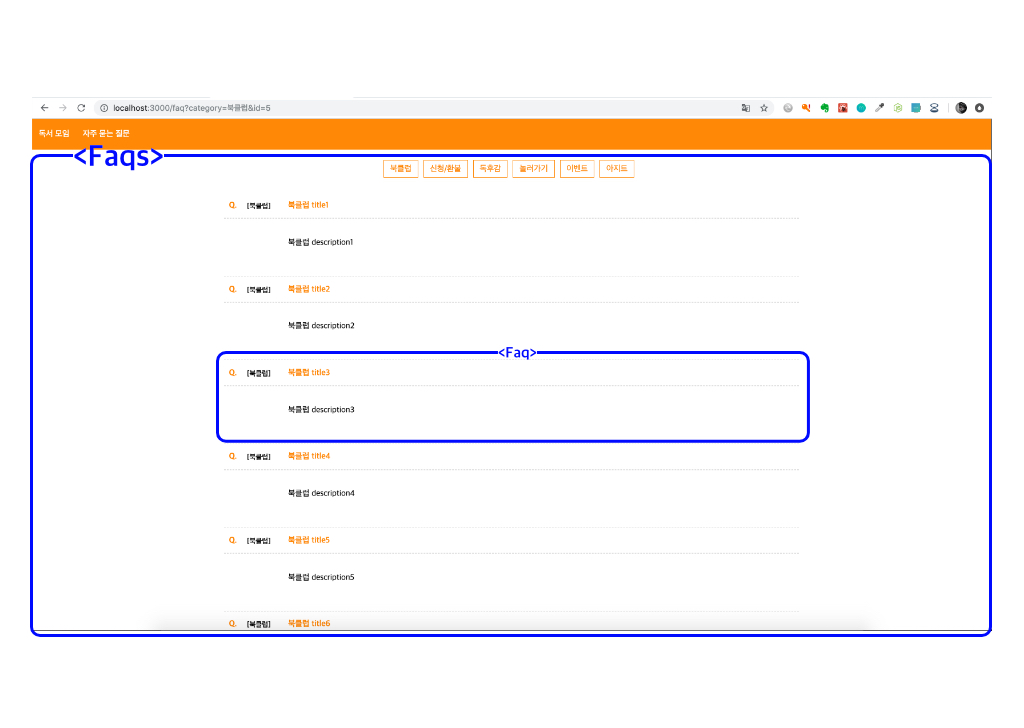 localhost:3000/faq?category=북클럽&id=5
독서 모임 자주 묻는 질문
<Faqs>
북클럽 신청/환불 독후감 놀러가기 이벤트 아지트
Q. [북클럽] 북클럽 title1
북클럽 description1
Q. [북클럽] 북클럽 title2
북클럽 description2
<Faq>
Q. [북클럽] 북클럽 title3
북클럽 description3
Q. [북클럽] 북클럽 title4
북클럽 description4
Q. [북클럽] 북클럽 title5
북클럽 description5
Q. [북클럽] 북클럽 title6